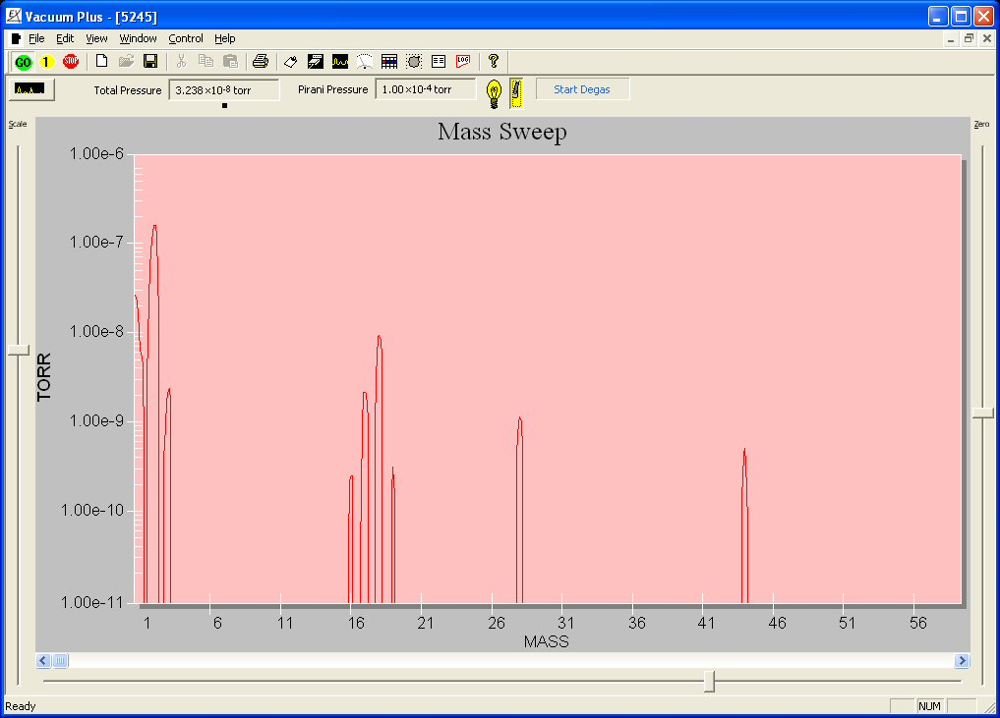 EX Vacuum Plus - [5245]
File Edit View Window Control Help
GO 1 STOP LOG ?
Total Pressure 3.238×10-8 torr Pirani Pressure 1.00×10-4 torr Start Degas
Scale Zero
Mass Sweep
1.00e-6
1.00e-7
1.00e-8
1.00e-9
1.00e-10
1.00e-11
TORR
1 6 11 16 21 26 31 36 41 46 51 56
MASS
Ready NUM